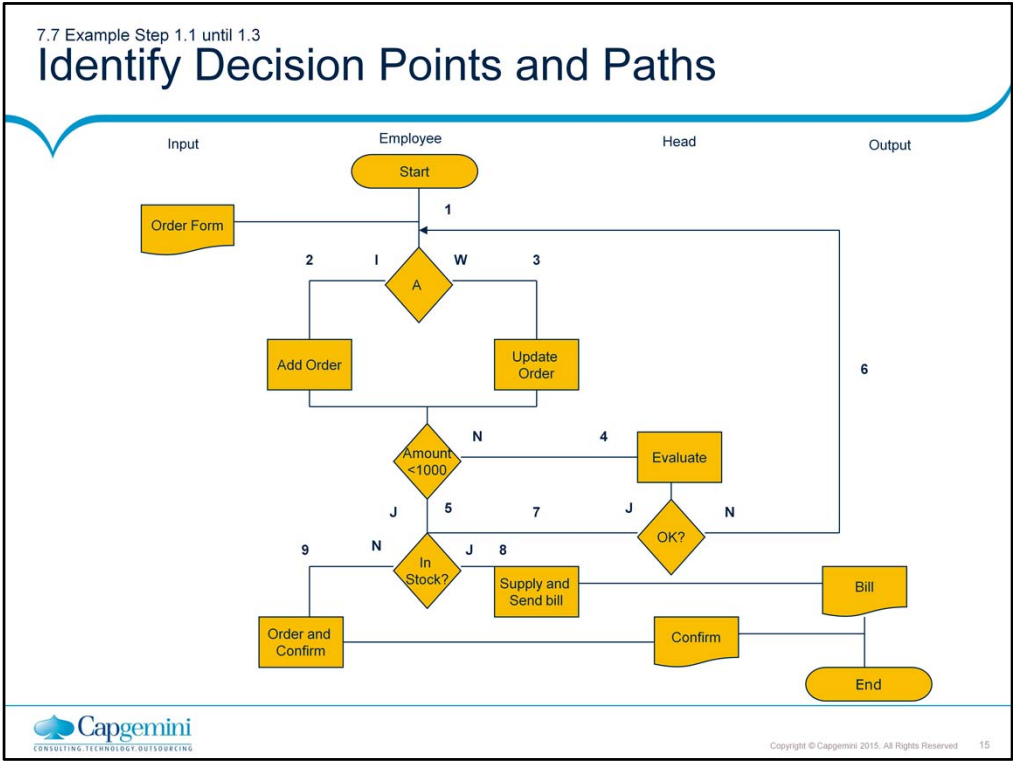 7.7 Example Step 1.1 until 1.3
Identify Decision Points and Paths
Input
Employee
Head
Output
Start
1
Order Form
2
I
W
3
A
Add Order
Update
Order
6
N
4
Amount
<1000
Evaluate
J
5
7
J
N
OK?
9
N
J
8
In
Stock?
Supply and
Send bill
Bill
Order and
Confirm
Confirm
End
Capgemini
CONSULTING.TECHNOLOGY.OUTSOURCING
Copyright © Capgemini 2015. All Rights Reserved
15